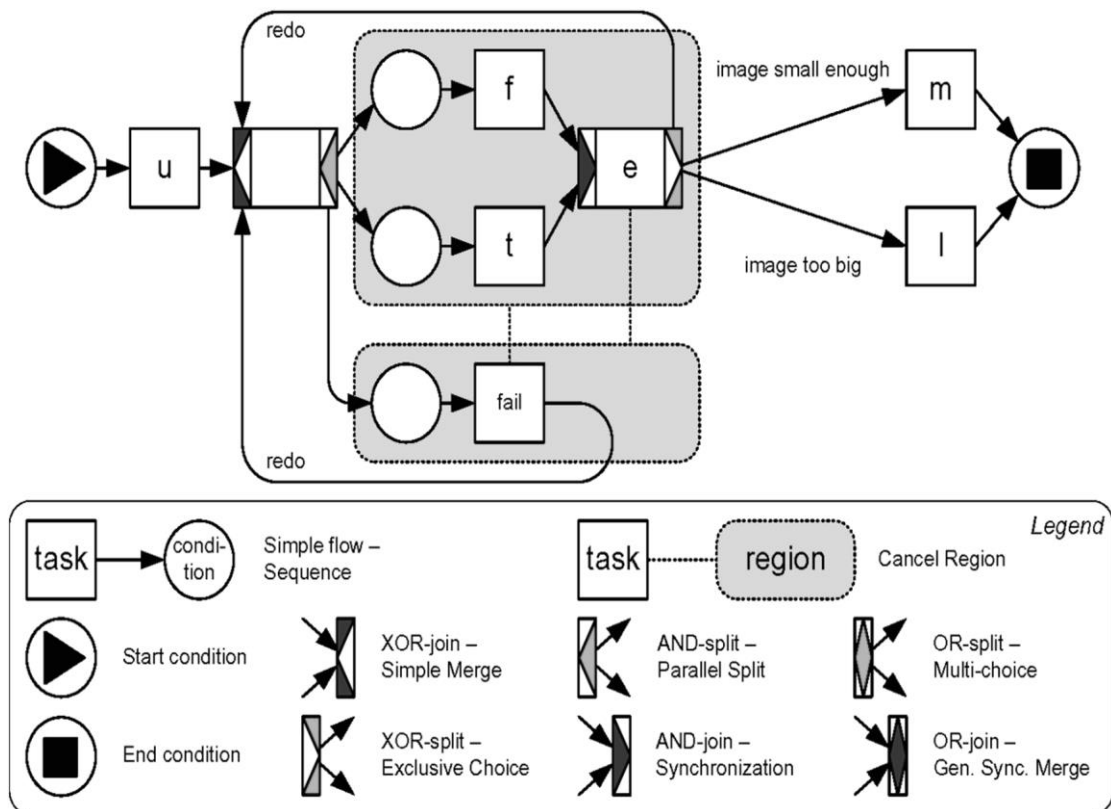 redo
f
image small enough
m
u
e
t
image too big
l
fail
redo
Legend
task
condi-
tion
Simple flow –
Sequence
task
region
Cancel Region
Start condition
XOR-join –
Simple Merge
AND-split –
Parallel Split
OR-split –
Multi-choice
End condition
XOR-split –
Exclusive Choice
AND-join –
Synchronization
OR-join –
Gen. Sync. Merge